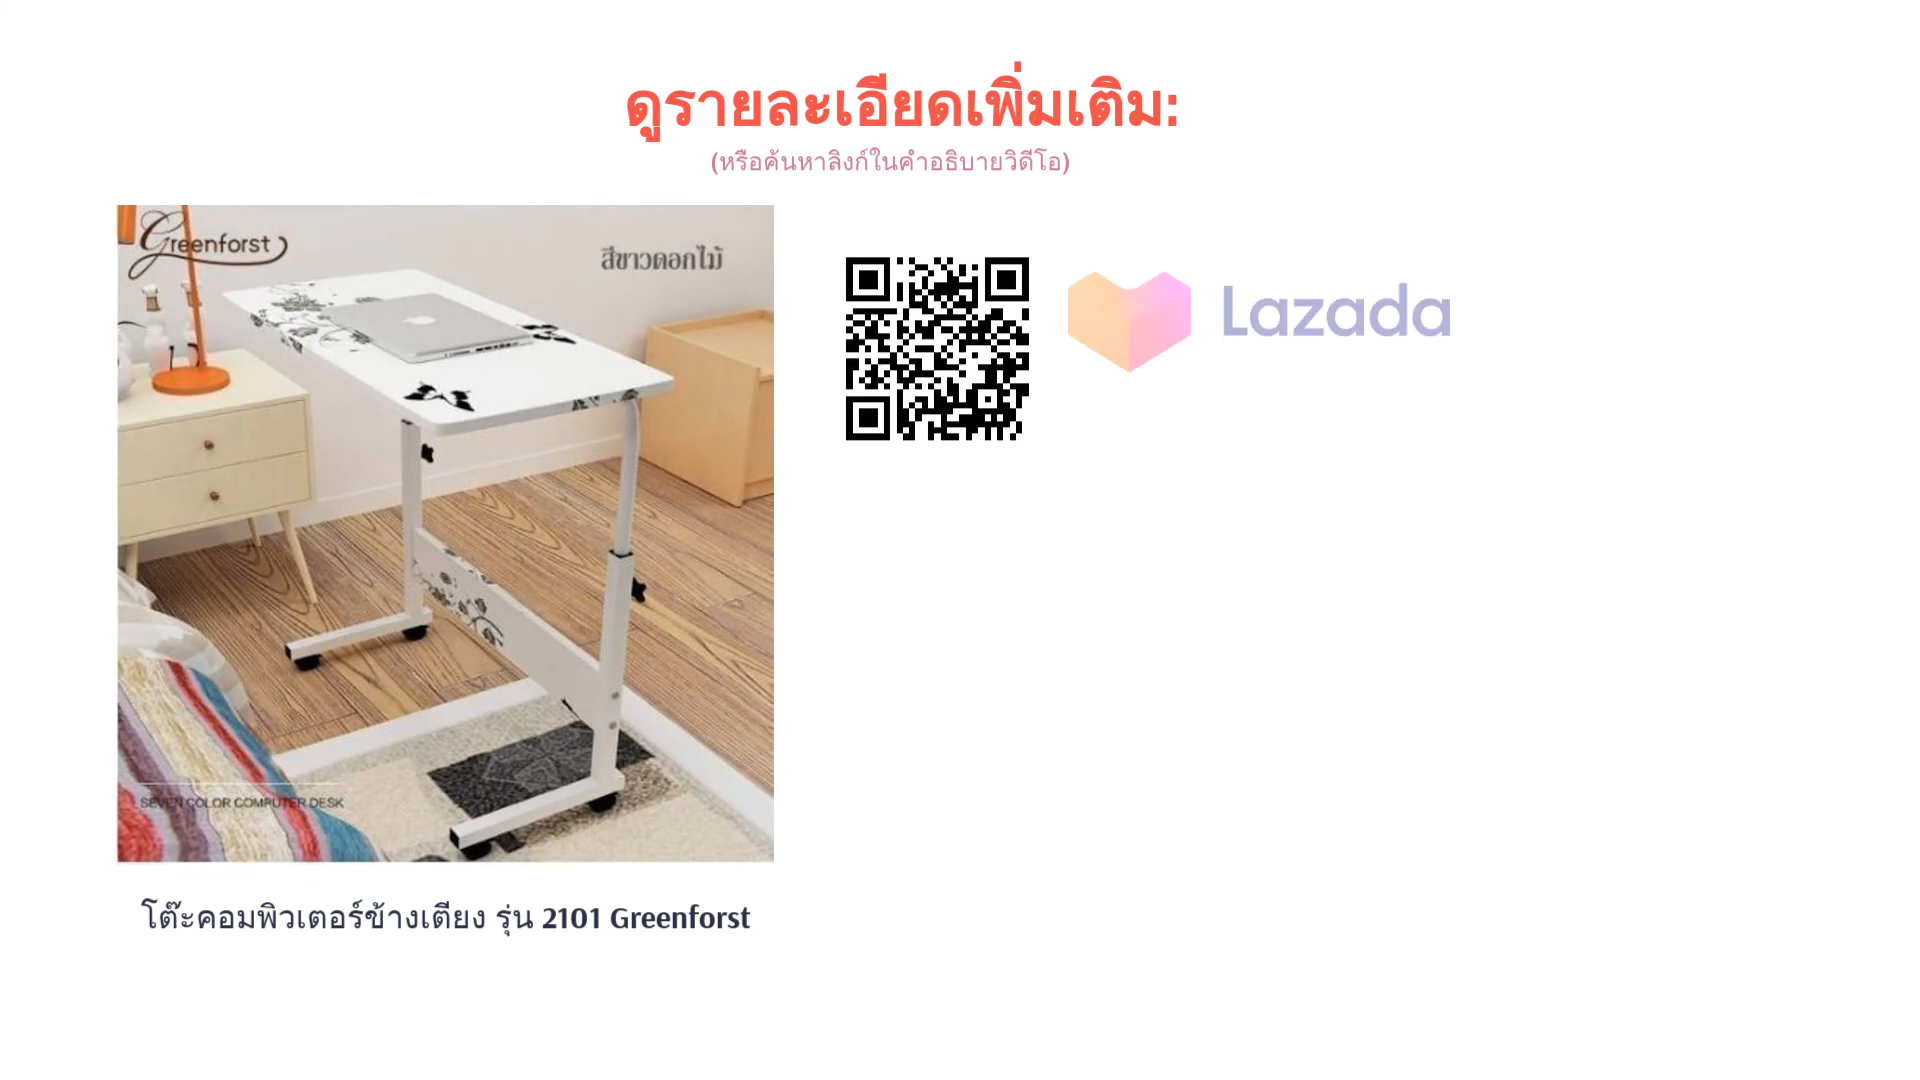 ดูรายละเอียดเพิ่มเติม:
(หรือค้นหาลิงก์ในคำอธิบายวิดีโอ)
Greenforst
สีขาวดอกไม้
Lazada
SEVEN COLOR COMPUTER DESK
โต๊ะคอมพิวเตอร์ข้างเตียง รุ่น 2101 Greenforst